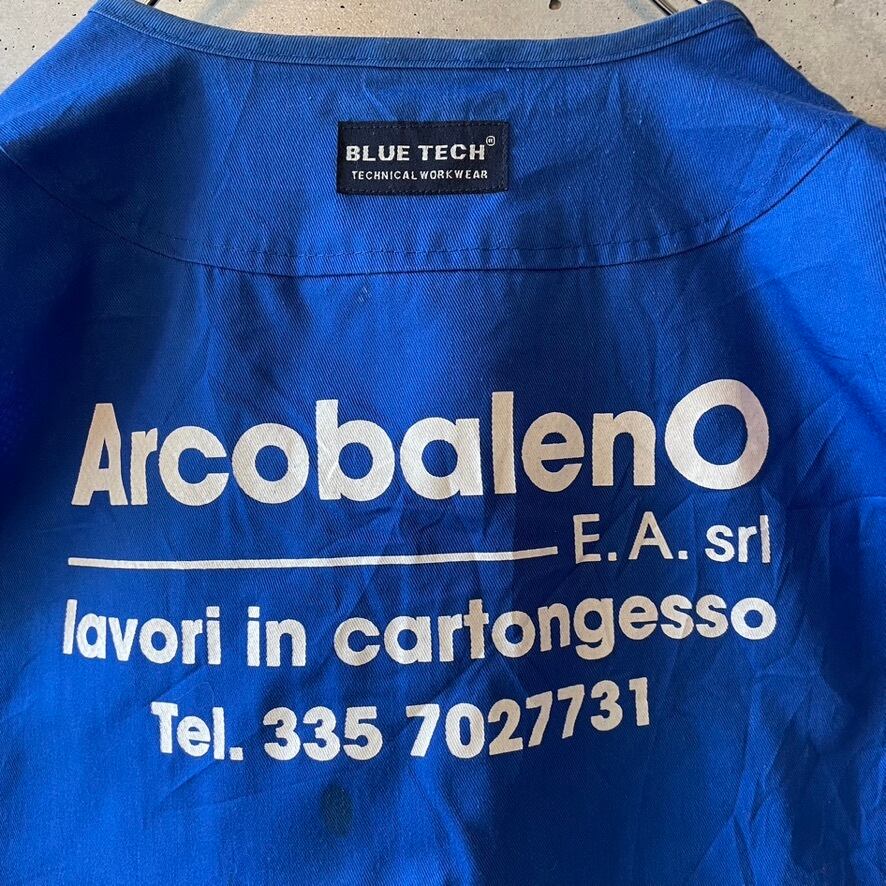 BLUE TECH®
TECHNICAL WORKWEAR
ArcobalenO
E.A. srl
lavori in cartongesso
Tel. 335 7027731